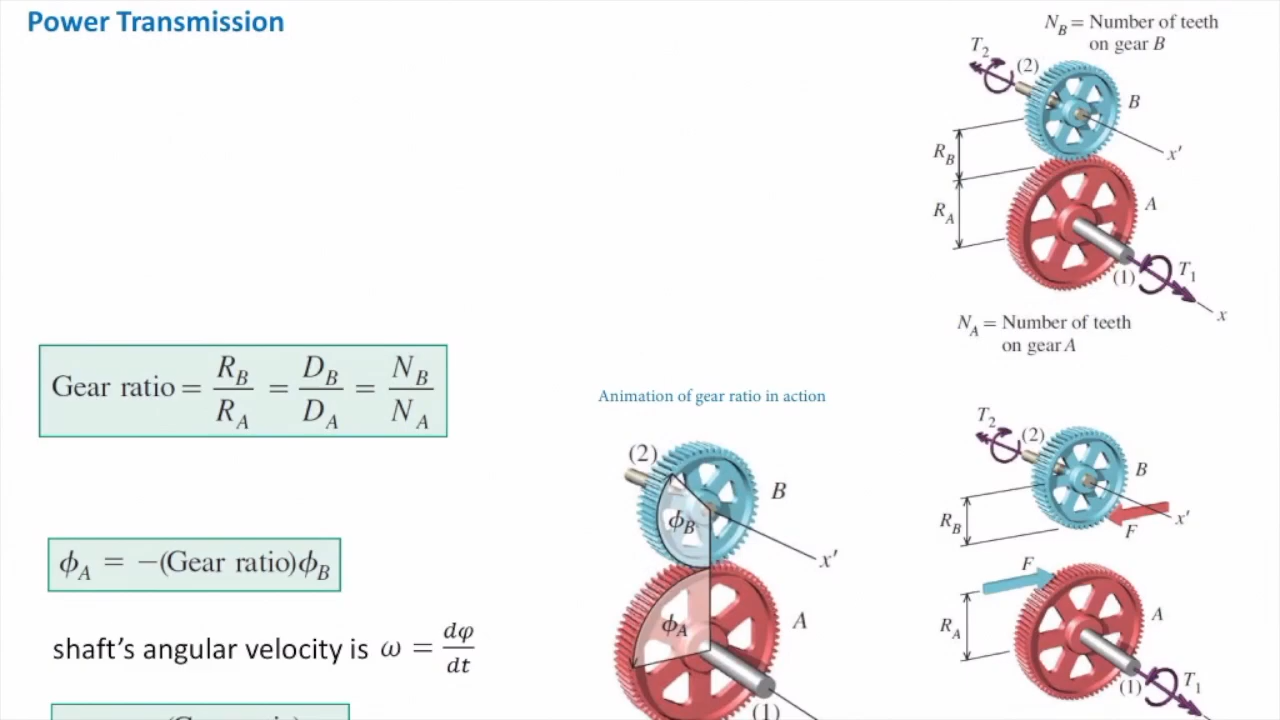 Power Transmission
N_B = Number of teeth
on gear B
T_2
(2)
B
R_B
x'
A
R_A
(1)
T_1
x
N_A = Number of teeth
on gear A
Gear ratio = R_B/R_A = D_B/D_A = N_B/N_A
Animation of gear ratio in action
(2)
B
ϕ_B
x'
A
ϕ_A
(1)
T_2
(2)
B
R_B
x'
F
F
A
R_A
(1)
T_1
ϕ_A = −(Gear ratio)ϕ_B
shaft's angular velocity is ω = dφ/dt